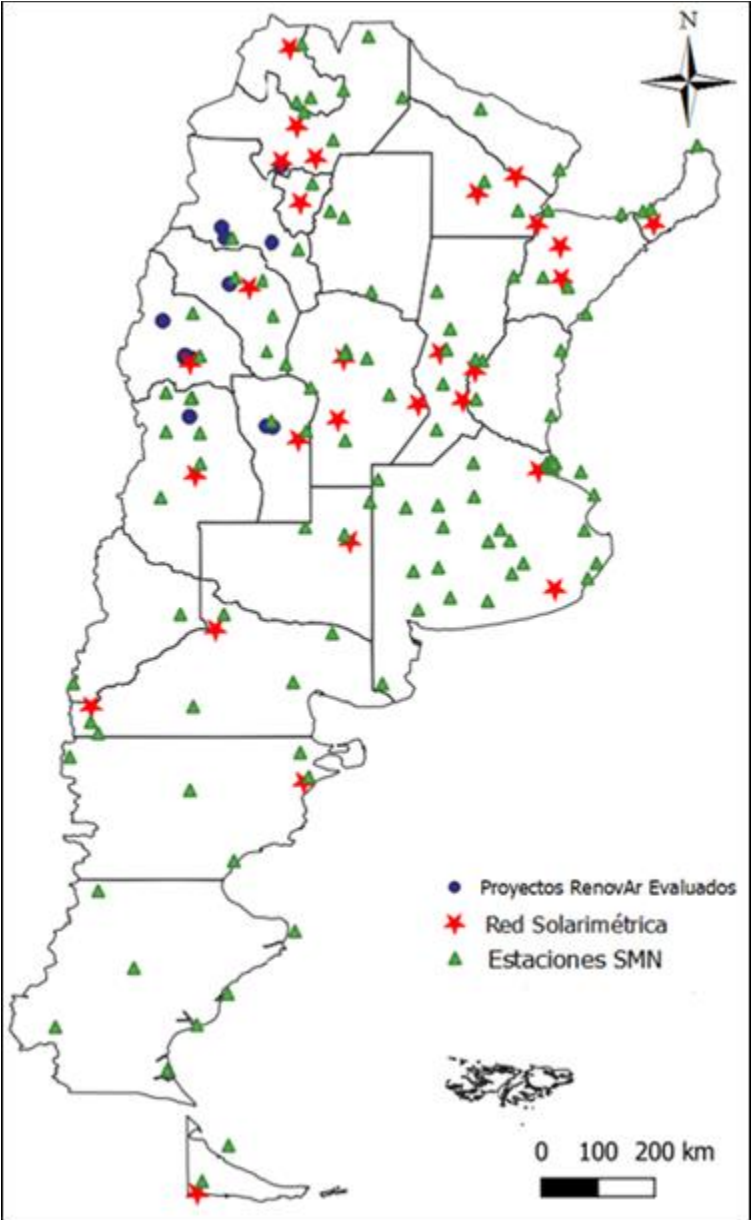 N
Proyectos RenovAr Evaluados
Red Solarimétrica
Estaciones SMN
0 100 200 km